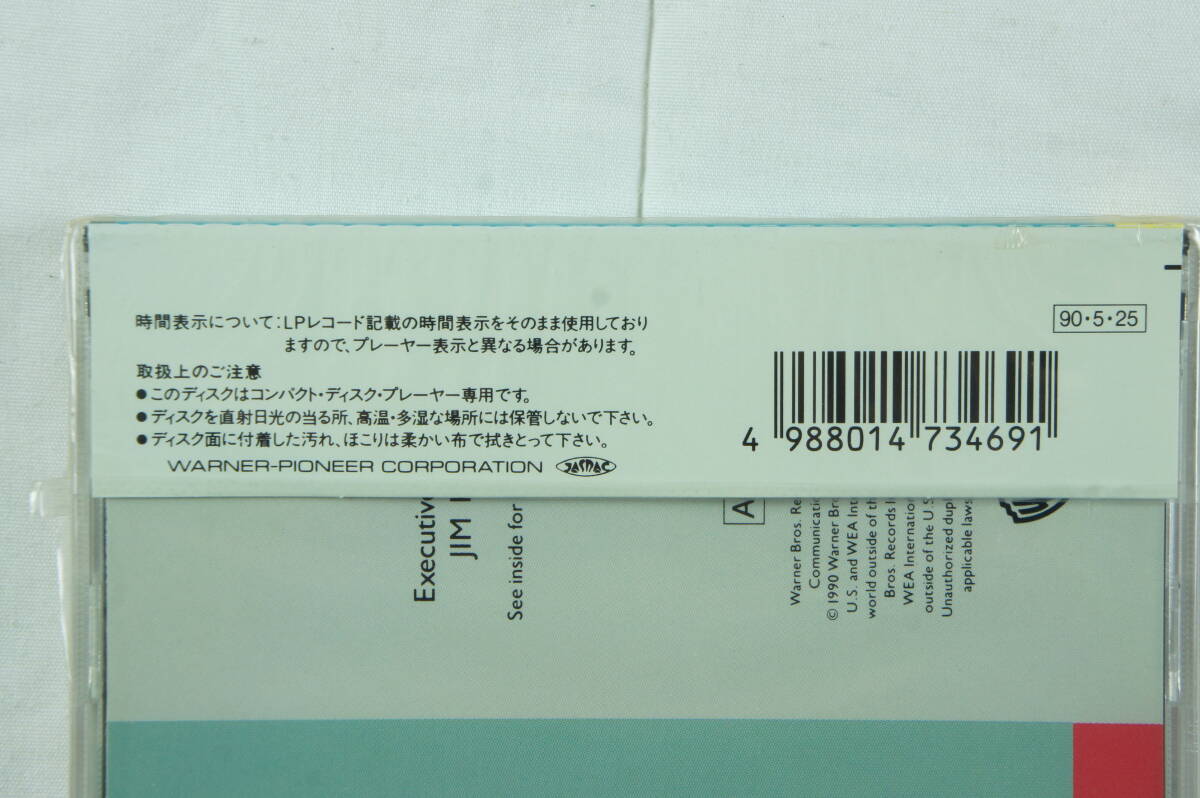 時間表示について：LPレコード記載の時間表示をそのまま使用しており
ますので、プレーヤー表示と異なる場合があります。
取扱上のご注意
●このディスクはコンパクト・ディスク・プレーヤー専用です。
●ディスクを直射日光の当る所、高温・多湿な場所には保管しないで下さい。
●ディスク面に付着した汚れ、ほこりは柔かい布で拭きとって下さい。
WARNER-PIONEER CORPORATION JASRAC
90・5・25
4 988014 734691
Executive
JIM
See inside for
A
Warner Bros. Re
Communicatio
© 1990 Warner Bro
U.S. and WEA Int
world outside of th
Bros. Records I
WEA Internation
outside of the U.S
Unauthorized dupl
applicable laws